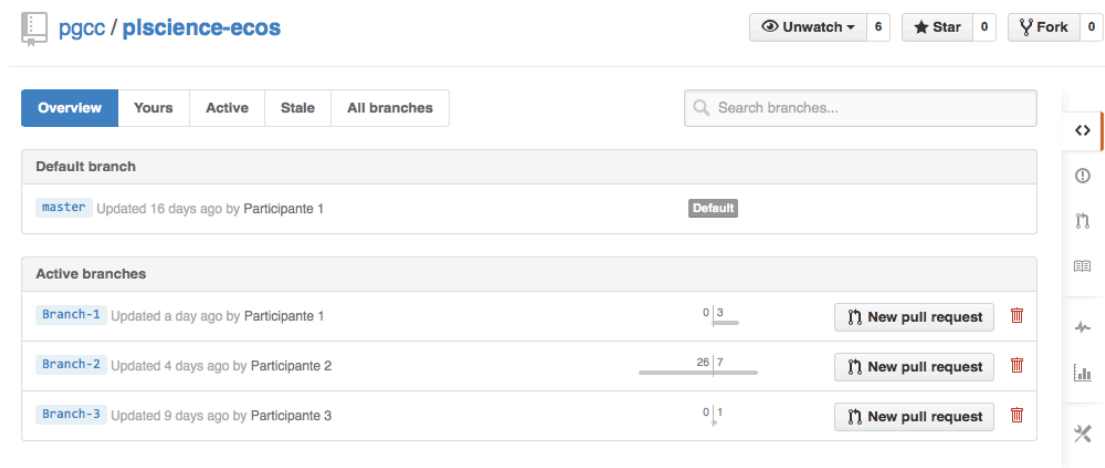 pgcc / plscience-ecos
Unwatch 6 Star 0 Fork 0
Overview Yours Active Stale All branches Search branches...
Default branch
master Updated 16 days ago by Participante 1 Default
Active branches
Branch-1 Updated a day ago by Participante 1 0 3 New pull request
Branch-2 Updated 4 days ago by Participante 2 26 7 New pull request
Branch-3 Updated 9 days ago by Participante 3 0 1 New pull request